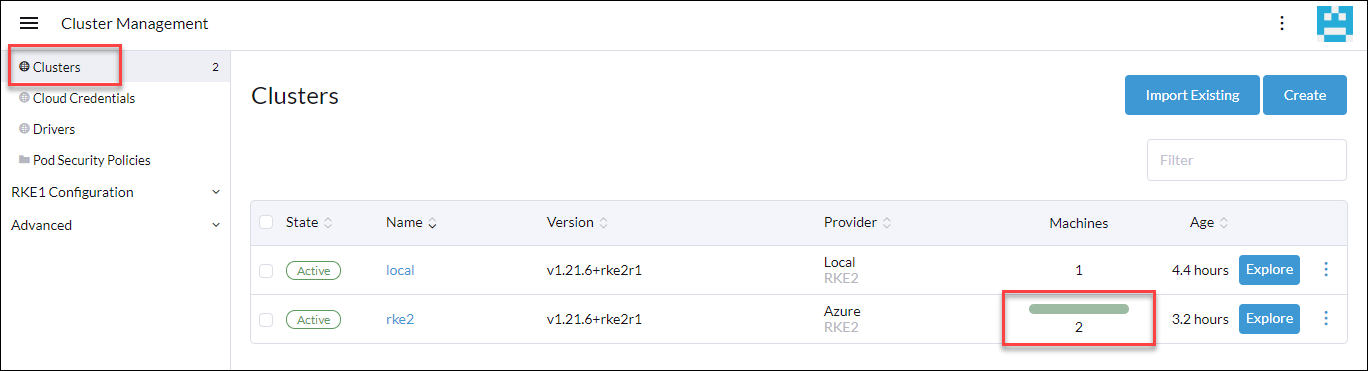 Cluster Management
Clusters 2
Cloud Credentials
Drivers
Pod Security Policies
RKE1 Configuration
Advanced
Clusters
Import Existing
Create
Filter
State Name Version Provider Machines Age
Active local v1.21.6+rke2r1 Local 1 4.4 hours Explore
RKE2
Active rke2 v1.21.6+rke2r1 Azure 2 3.2 hours Explore
RKE2